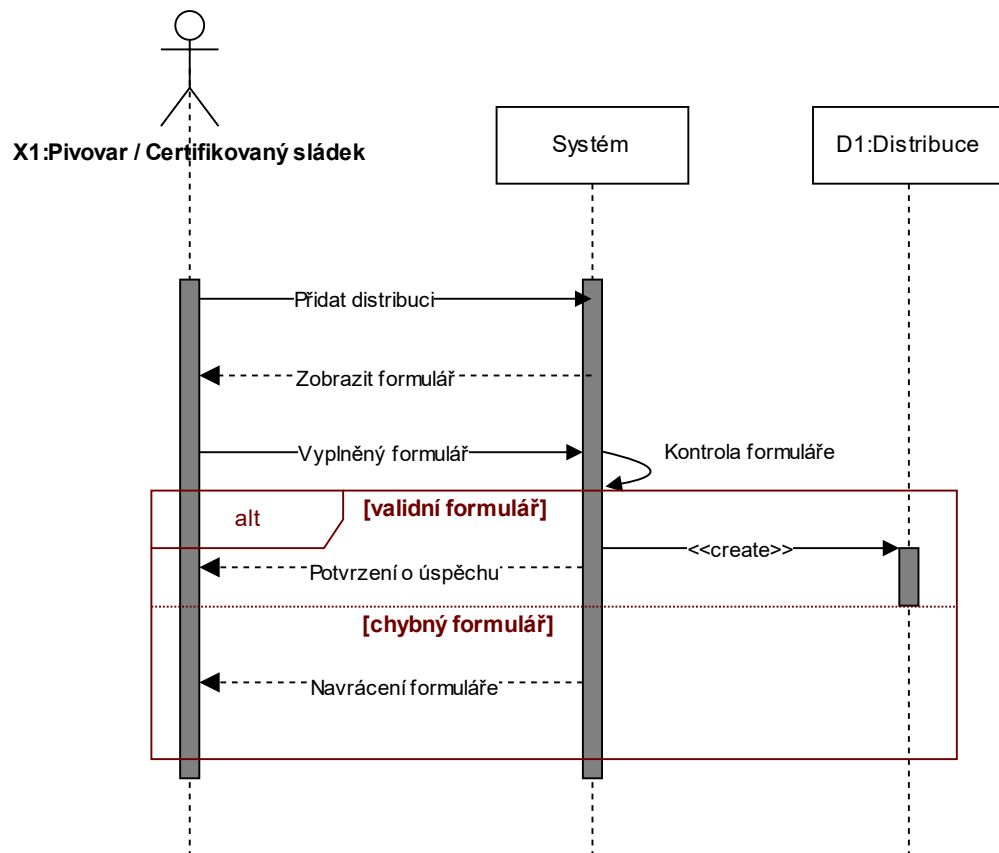 X1:Pivovar / Certifikovaný sládek
Systém
D1:Distribuce
Přidat distribuci
Zobrazit formulář
Vyplněný formulář
Kontrola formuláře
alt
[validní formulář]
<<create>>
Potvrzení o úspěchu
[chybný formulář]
Navrácení formuláře